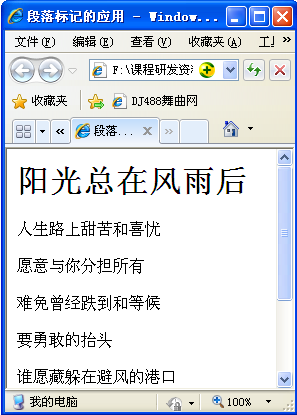 段落标记的应用 - Window...
文件(F) 编辑(E) 查看(V) 收藏夹(A) 工
F:\课程研发资
收藏夹 DJ488舞曲网
段落...
阳光总在风雨后
人生路上甜苦和喜忧
愿意与你分担所有
难免曾经跌到和等候
要勇敢的抬头
谁愿藏躲在避风的港口
我的电脑 100%